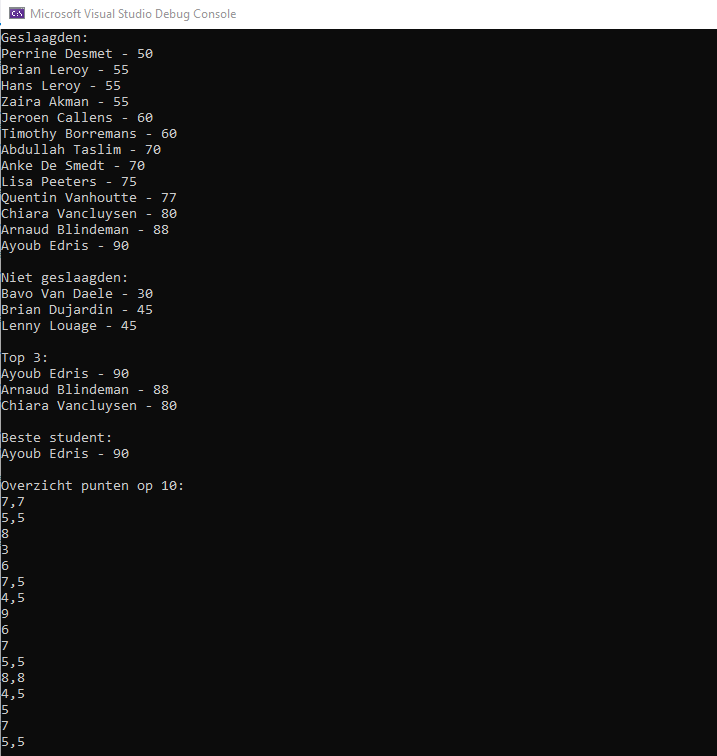 Microsoft Visual Studio Debug Console
Geslaagden:
Perrine Desmet - 50
Brian Leroy - 55
Hans Leroy - 55
Zaira Akman - 55
Jeroen Callens - 60
Timothy Borremans - 60
Abdullah Taslim - 70
Anke De Smedt - 70
Lisa Peeters - 75
Quentin Vanhoutte - 77
Chiara Vancluysen - 80
Arnaud Blindeman - 88
Ayoub Edris - 90
Niet geslaagden:
Bavo Van Daele - 30
Brian Dujardin - 45
Lenny Louage - 45
Top 3:
Ayoub Edris - 90
Arnaud Blindeman - 88
Chiara Vancluysen - 80
Beste student:
Ayoub Edris - 90
Overzicht punten op 10:
7,7
5,5
8
3
6
7,5
4,5
9
6
7
5,5
8,8
4,5
5
7
5,5